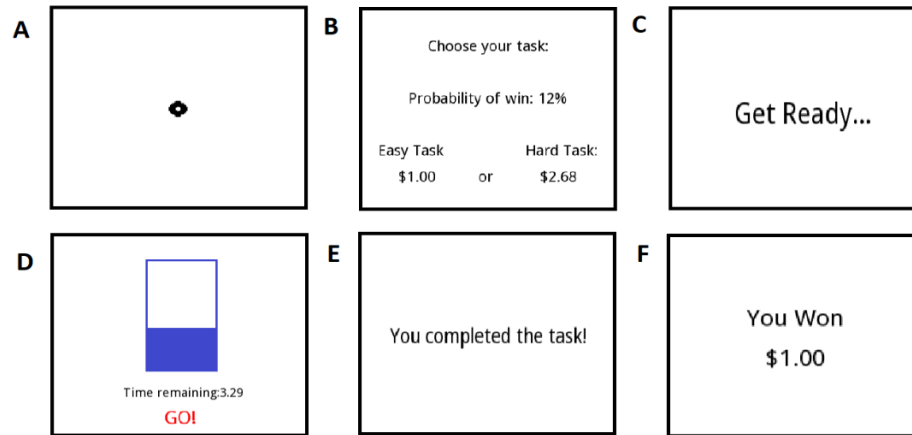 A
B
Choose your task:
Probability of win: 12%
Easy Task
Hard Task:
$1.00
or
$2.68
C
Get Ready...
D
Time remaining:3.29
GO!
E
You completed the task!
F
You Won
$1.00